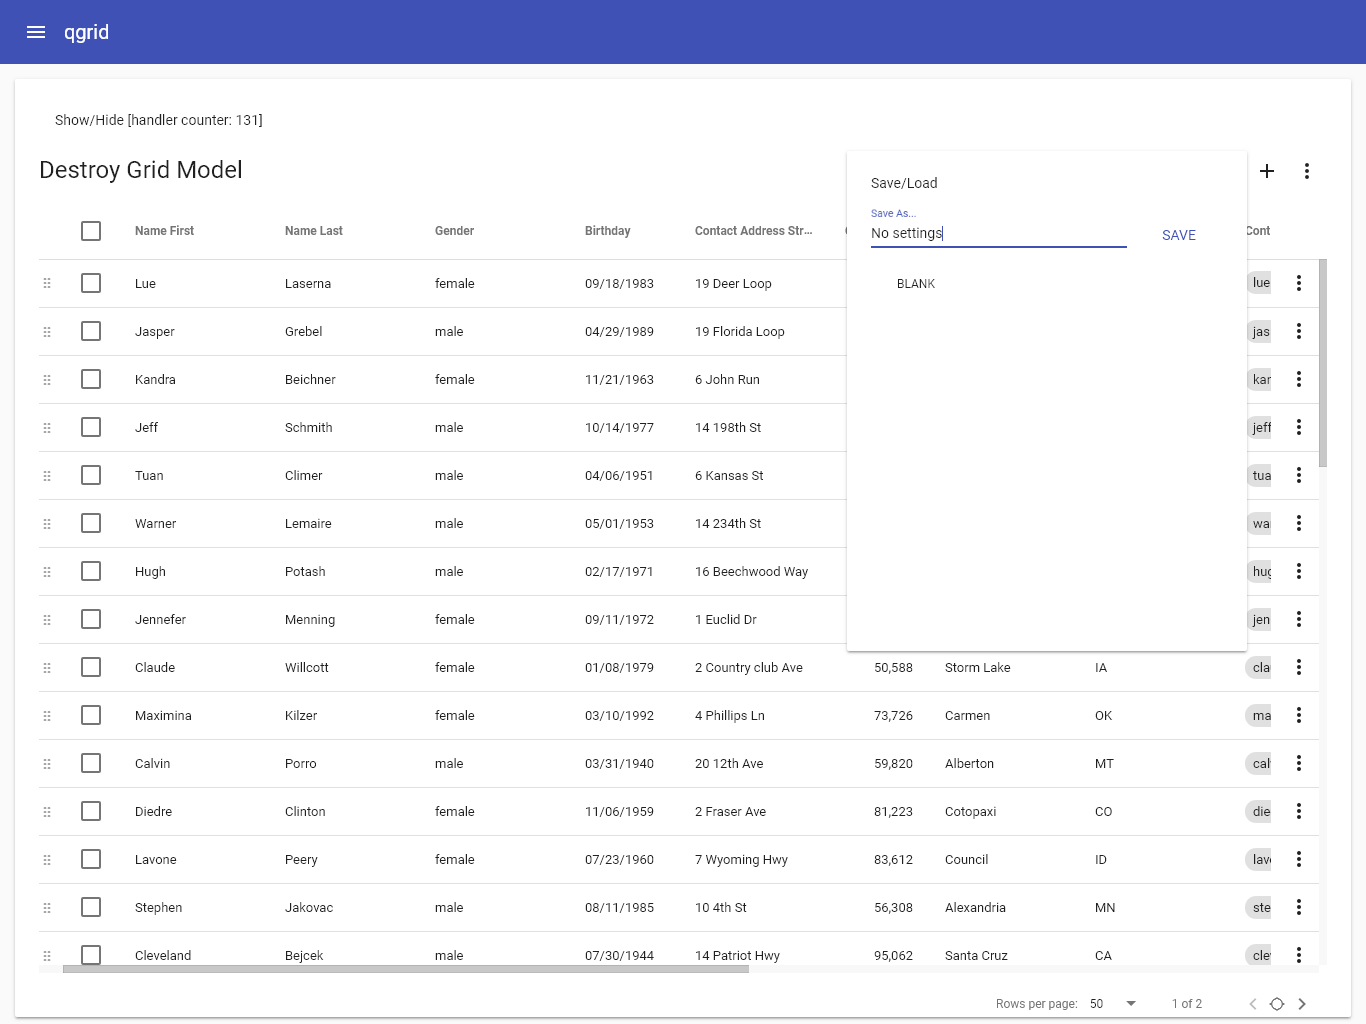 qgrid
Show/Hide [handler counter: 131]
Destroy Grid Model
Save/Load
Save As...
No settings
SAVE
BLANK
Name First Name Last Gender Birthday Contact Address Str... Cont
Lue Laserna female 09/18/1983 19 Deer Loop lue
Jasper Grebel male 04/29/1989 19 Florida Loop jas
Kandra Beichner female 11/21/1963 6 John Run kar
Jeff Schmith male 10/14/1977 14 198th St jeff
Tuan Climer male 04/06/1951 6 Kansas St tua
Warner Lemaire male 05/01/1953 14 234th St wa
Hugh Potash male 02/17/1971 16 Beechwood Way hug
Jennefer Menning female 09/11/1972 1 Euclid Dr jen
Claude Willcott female 01/08/1979 2 Country club Ave 50,588 Storm Lake IA cla
Maximina Kilzer female 03/10/1992 4 Phillips Ln 73,726 Carmen OK ma
Calvin Porro male 03/31/1940 20 12th Ave 59,820 Alberton MT cal
Diedre Clinton female 11/06/1959 2 Fraser Ave 81,223 Cotopaxi CO die
Lavone Peery female 07/23/1960 7 Wyoming Hwy 83,612 Council ID lav
Stephen Jakovac male 08/11/1985 10 4th St 56,308 Alexandria MN ste
Cleveland Bejcek male 07/30/1944 14 Patriot Hwy 95,062 Santa Cruz CA cle
Rows per page: 50 1 of 2